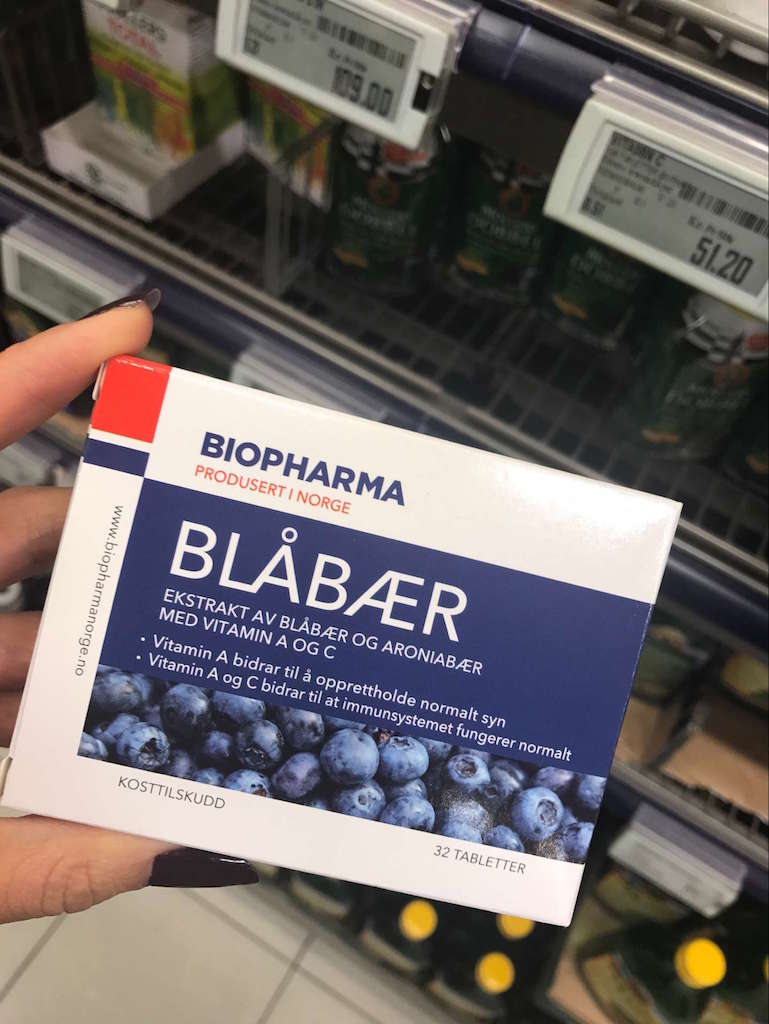 109.00
VITAMIN C
51.20
BIOPHARMA
PRODUSERT I NORGE
www.biopharmanorge.no
BLÅBÆR
EKSTRAKT AV BLÅBÆR OG ARONIABÆR
MED VITAMIN A OG C
• Vitamin A bidrar til å opprettholde normalt syn
• Vitamin A og C bidrar til at immunsystemet fungerer normalt
KOSTTILSKUDD
32 TABLETTER